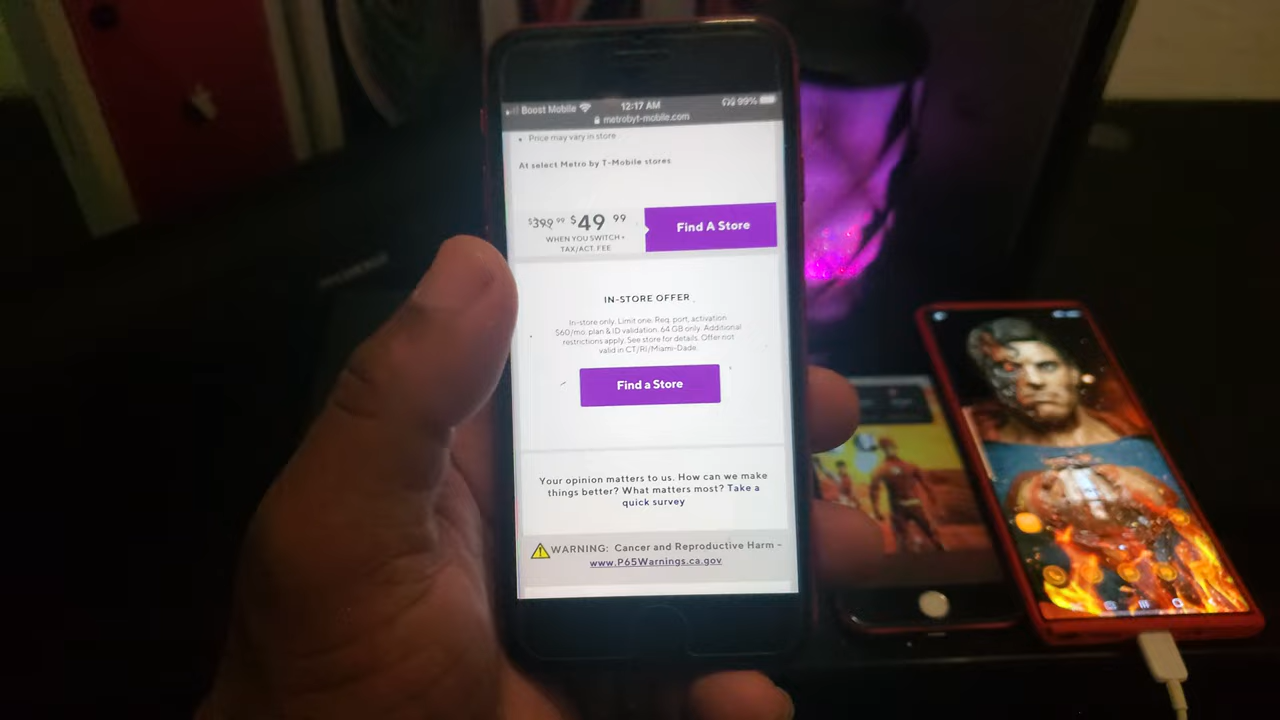 Boost Mobile 12:17 AM 99%
metrobyt-mobile.com
• Price may vary in store
At select Metro by T-Mobile stores
$399 99 $49 99 Find A Store
WHEN YOU SWITCH +
TAX/ACT. FEE
IN-STORE OFFER
In-store only. Limit one. Req. port, activation
$60/mo. plan & ID validation. 64 GB only. Additional
restrictions apply. See store for details. Offer not
valid in CT/RI/Miami-Dade.
Find a Store
Your opinion matters to us. How can we make
things better? What matters most? Take a
quick survey
WARNING: Cancer and Reproductive Harm -
www.P65Warnings.ca.gov